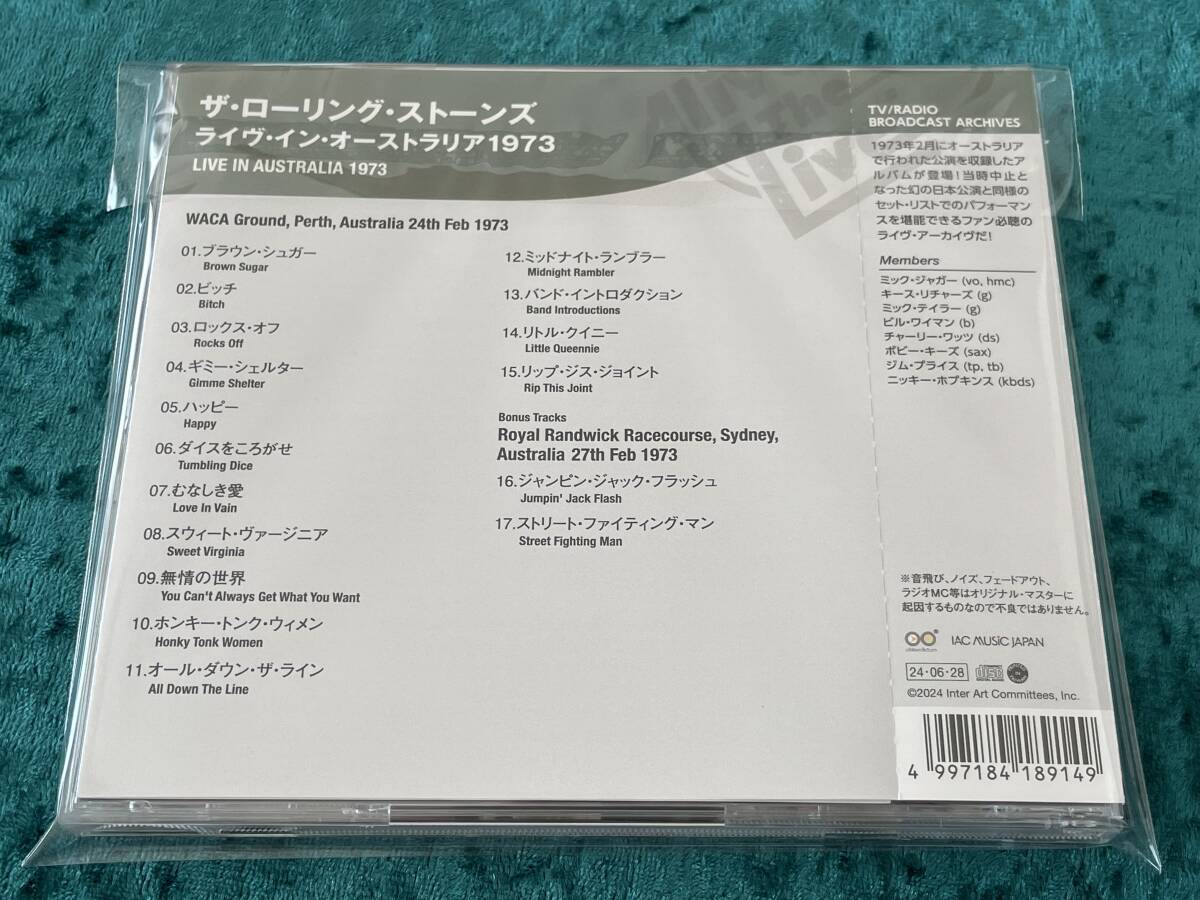 ザ・ローリング・ストーンズ
ライヴ・イン・オーストラリア1973
LIVE IN AUSTRALIA 1973
Alive
The
Live
WACA Ground, Perth, Australia 24th Feb 1973
01.ブラウン・シュガー
Brown Sugar
02.ビッチ
Bitch
03.ロックス・オフ
Rocks Off
04.ギミー・シェルター
Gimme Shelter
05.ハッピー
Happy
06.ダイスをころがせ
Tumbling Dice
07.むなしき愛
Love In Vain
08.スウィート・ヴァージニア
Sweet Virginia
09.無情の世界
You Can't Always Get What You Want
10.ホンキー・トンク・ウィメン
Honky Tonk Women
11.オール・ダウン・ザ・ライン
All Down The Line
12.ミッドナイト・ランブラー
Midnight Rambler
13.バンド・イントロダクション
Band Introductions
14.リトル・クイニー
Little Queennie
15.リップ・ジス・ジョイント
Rip This Joint
Bonus Tracks
Royal Randwick Racecourse, Sydney,
Australia 27th Feb 1973
16.ジャンピン・ジャック・フラッシュ
Jumpin' Jack Flash
17.ストリート・ファイティング・マン
Street Fighting Man
TV/RADIO
BROADCAST ARCHIVES
1973年2月にオーストラリア
で行われた公演を収録したア
ルバムが登場!当時中止と
なった幻の日本公演と同様の
セット・リストでのパフォーマン
スを堪能できるファン必聴の
ライヴ・アーカイヴだ!
Members
ミック・ジャガー (vo, hmc)
キース・リチャーズ (g)
ミック・テイラー (g)
ビル・ワイマン (b)
チャーリー・ワッツ (ds)
ボビー・キーズ (sax)
ジム・プライス (tp, tb)
ニッキー・ホプキンス (kbds)
※音飛び、ノイズ、フェードアウト、
ラジオMC等はオリジナル・マスターに
起因するものなので不良ではありません。
IAC MUSIC JAPAN
24・06・28
©2024 Inter Art Committees, Inc.
4 997184 189149